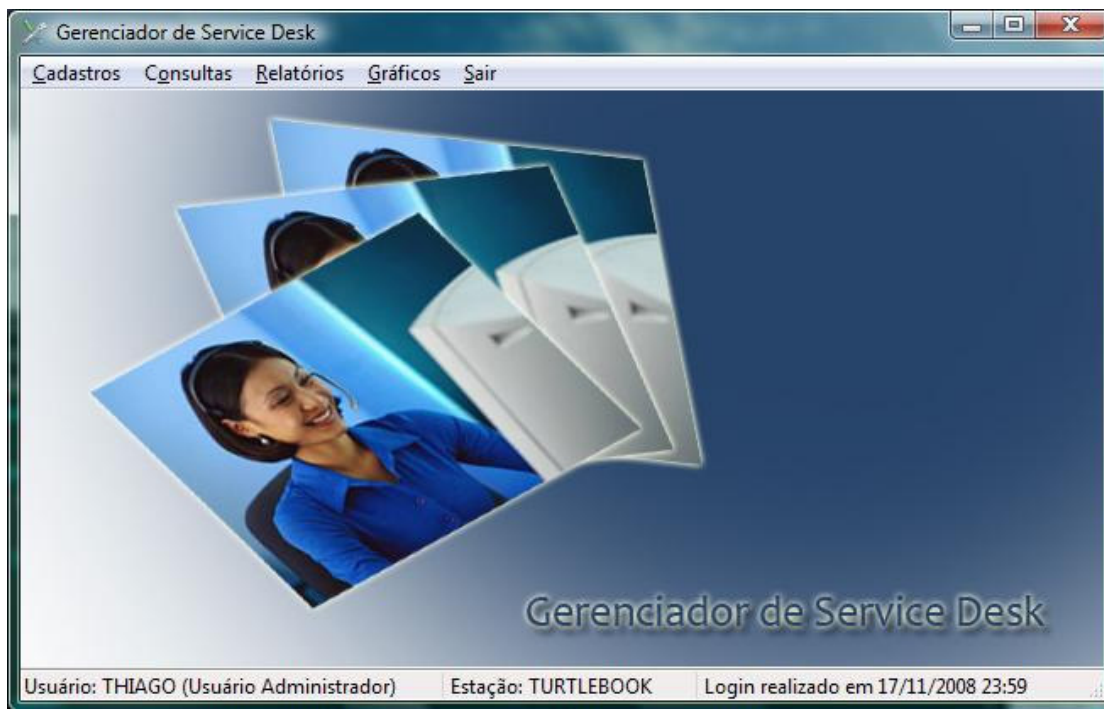 Gerenciador de Service Desk
Cadastros Consultas Relatórios Gráficos Sair
Gerenciador de Service Desk
Usuário: THIAGO (Usuário Administrador) Estação: TURTLEBOOK Login realizado em 17/11/2008 23:59